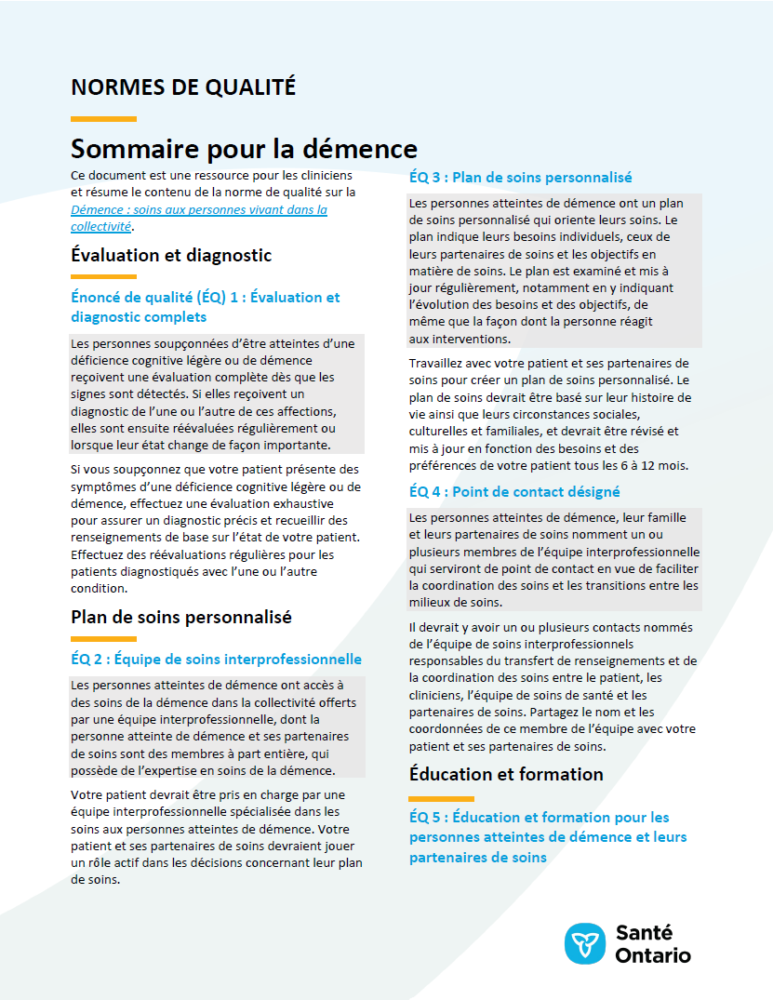 NORMES DE QUALITÉ
Sommaire pour la démence
Ce document est une ressource pour les cliniciens
et résume le contenu de la norme de qualité sur la
Démence : soins aux personnes vivant dans la
collectivité.
Évaluation et diagnostic
Énoncé de qualité (ÉQ) 1 : Évaluation et
diagnostic complets
Les personnes soupçonnées d’être atteintes d’une
déficience cognitive légère ou de démence
reçoivent une évaluation complète dès que les
signes sont détectés. Si elles reçoivent un
diagnostic de l’une ou l’autre de ces affections,
elles sont ensuite réévaluées régulièrement ou
lorsque leur état change de façon importante.
Si vous soupçonnez que votre patient présente des
symptômes d’une déficience cognitive légère ou de
démence, effectuez une évaluation exhaustive
pour assurer un diagnostic précis et recueillir des
renseignements de base sur l’état de votre patient.
Effectuez des réévaluations régulières pour les
patients diagnostiqués avec l’une ou l’autre
condition.
Plan de soins personnalisé
ÉQ 2 : Équipe de soins interprofessionnelle
Les personnes atteintes de démence ont accès à
des soins de la démence dans la collectivité offerts
par une équipe interprofessionnelle, dont la
personne atteinte de démence et ses partenaires
de soins sont des membres à part entière, qui
possède de l’expertise en soins de la démence.
Votre patient devrait être pris en charge par une
équipe interprofessionnelle spécialisée dans les
soins aux personnes atteintes de démence. Votre
patient et ses partenaires de soins devraient jouer
un rôle actif dans les décisions concernant leur plan
de soins.
ÉQ 3 : Plan de soins personnalisé
Les personnes atteintes de démence ont un plan
de soins personnalisé qui oriente leurs soins. Le
plan indique leurs besoins individuels, ceux de
leurs partenaires de soins et les objectifs en
matière de soins. Le plan est examiné et mis à
jour régulièrement, notamment en y indiquant
l’évolution des besoins et des objectifs, de
même que la façon dont la personne réagit
aux interventions.
Travaillez avec votre patient et ses partenaires de
soins pour créer un plan de soins personnalisé. Le
plan de soins devrait être basé sur leur histoire de
vie ainsi que leurs circonstances sociales,
culturelles et familiales, et devrait être révisé et
mis à jour en fonction des besoins et des
préférences de votre patient tous les 6 à 12 mois.
ÉQ 4 : Point de contact désigné
Les personnes atteintes de démence, leur famille
et leurs partenaires de soins nomment un ou
plusieurs membres de l’équipe interprofessionnelle
qui serviront de point de contact en vue de faciliter
la coordination des soins et les transitions entre les
milieux de soins.
Il devrait y avoir un ou plusieurs contacts nommés
de l’équipe de soins interprofessionnels
responsables du transfert de renseignements et de
la coordination des soins entre le patient, les
cliniciens, l’équipe de soins de santé et les
partenaires de soins. Partagez le nom et les
coordonnées de ce membre de l’équipe avec votre
patient et ses partenaires de soins.
Éducation et formation
ÉQ 5 : Éducation et formation pour les
personnes atteintes de démence et leurs
partenaires de soins
Santé
Ontario